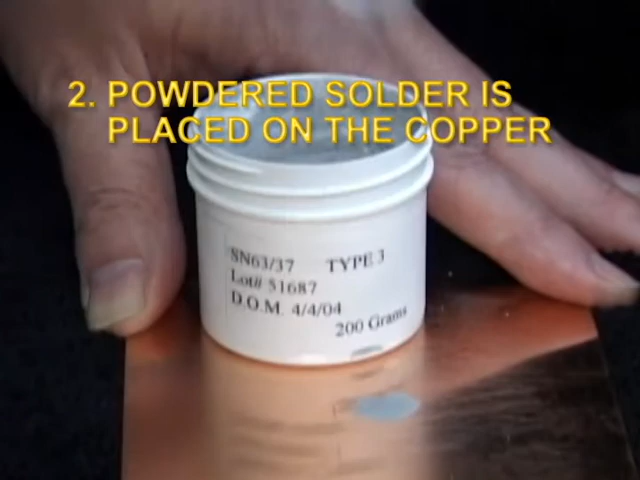 2. POWDERED SOLDER IS
PLACED ON THE COPPER
SN63/37 TYPE 3
Lot# 51687
D.O.M. 4/4/04
200 Grams